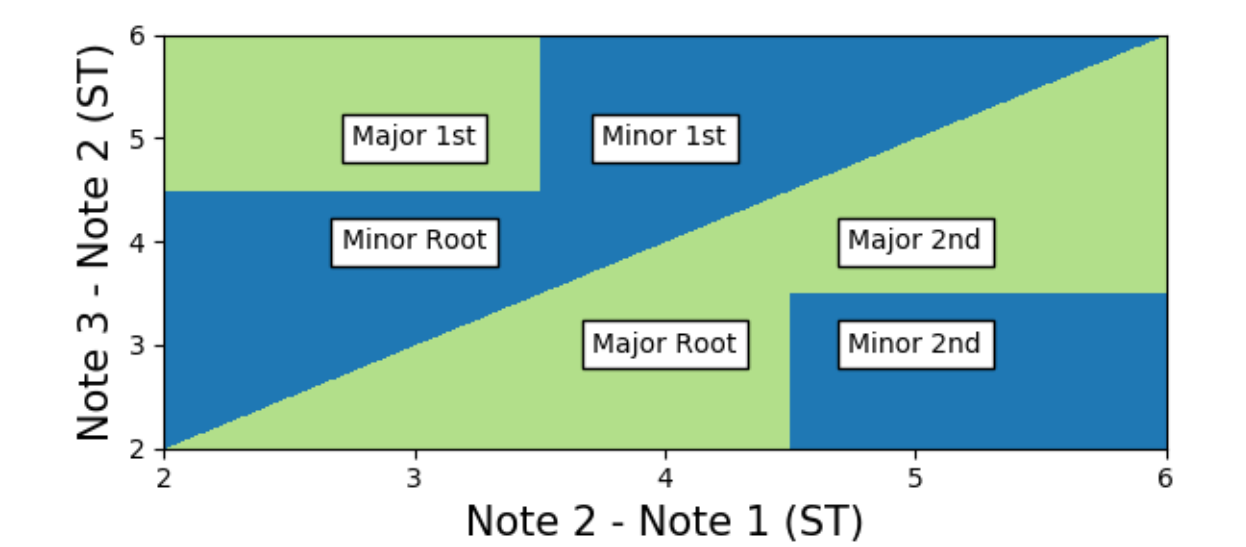 6
5
4
3
2
Note 3 - Note 2 (ST)
Major 1st
Minor 1st
Minor Root
Major 2nd
Major Root
Minor 2nd
2
3
4
5
6
Note 2 - Note 1 (ST)